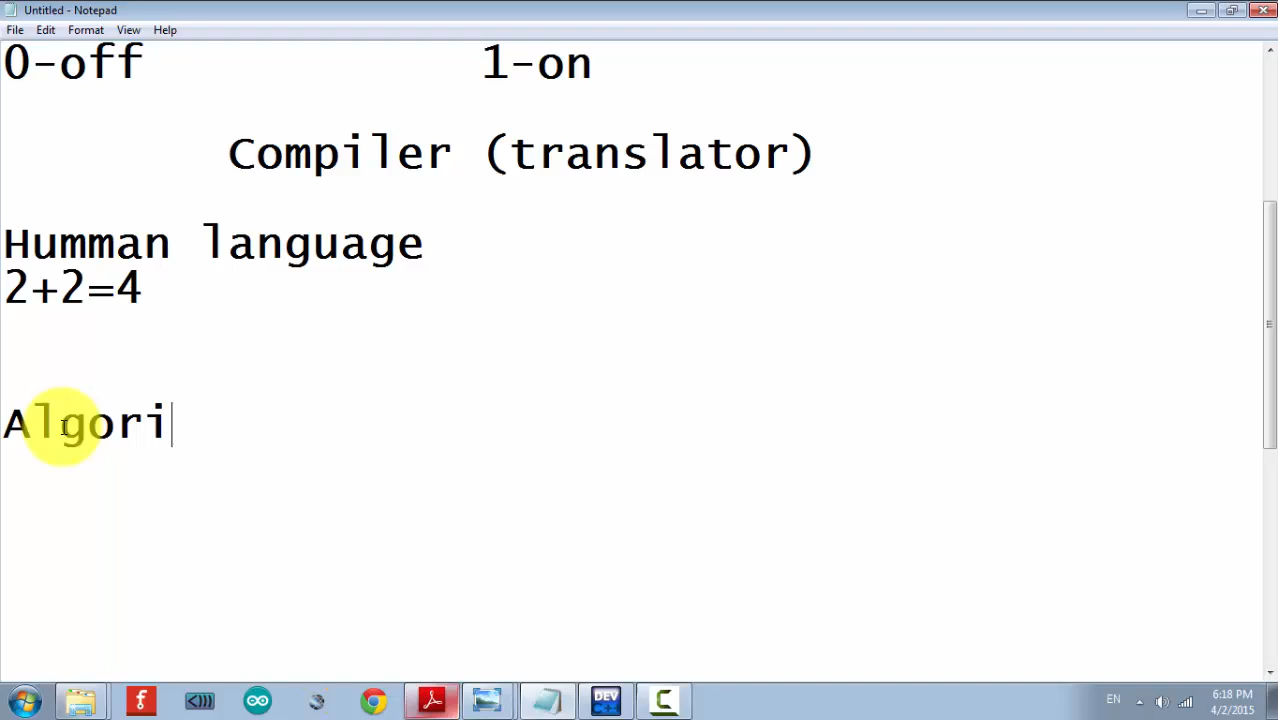 Untitled - Notepad
File Edit Format View Help
0-off 1-on
Compiler (translator)
Humman language
2+2=4
Algori
DEV
C++
EN
6:18 PM
4/2/2015